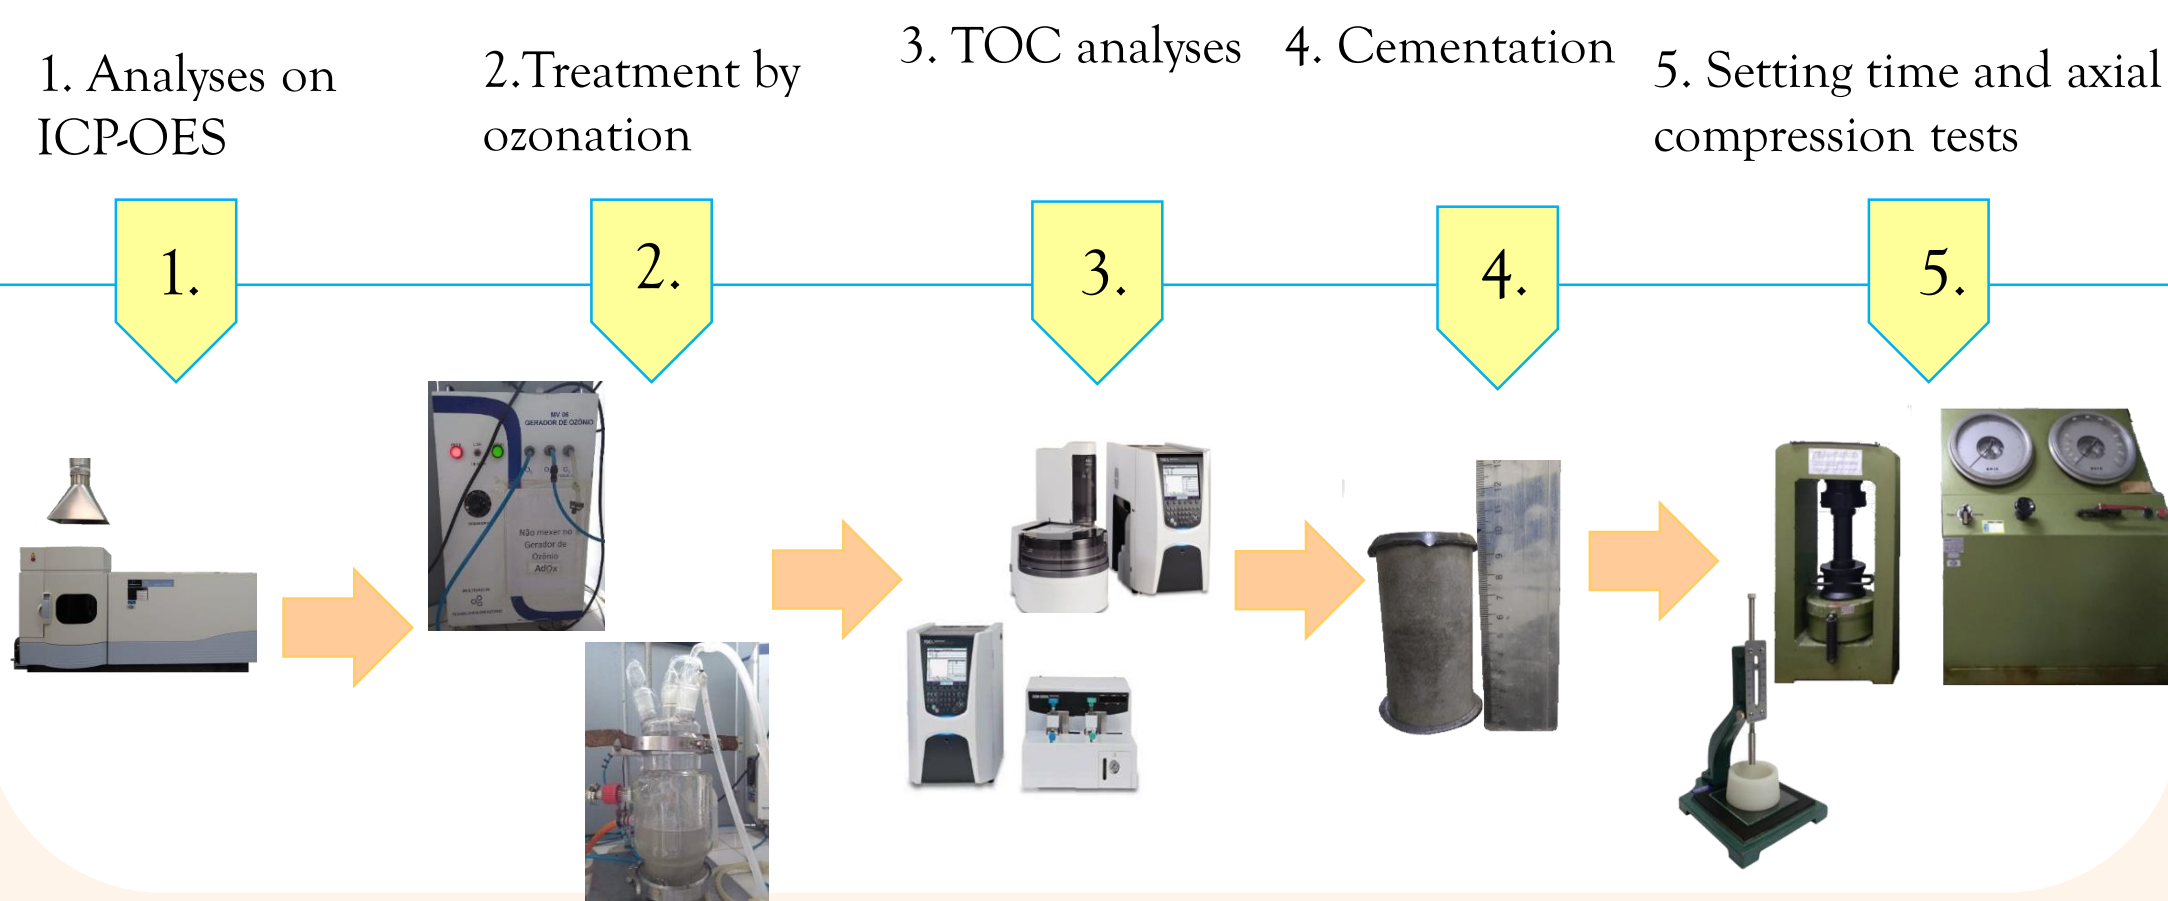 1. Analyses on
ICP-OES
2.Treatment by
ozonation
3. TOC analyses
4. Cementation
5. Setting time and axial
compression tests
1.
2.
3.
4.
5.
MV 06
GERADOR DE OZÔNIO
Não mexer no
Gerador de
Ozônio
AdOx